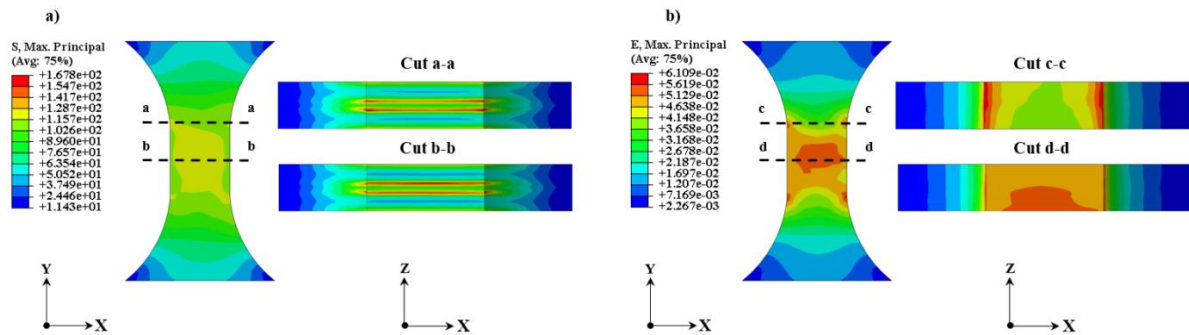 a)
S, Max. Principal
(Avg: 75%)
+1.678e+02
+1.547e+02
+1.417e+02
+1.287e+02
+1.157e+02
+1.026e+02
+8.960e+01
+7.657e+01
+6.354e+01
+5.052e+01
+3.749e+01
+2.446e+01
+1.143e+01
a a
b b
Cut a-a
Cut b-b
Y
X
Z
X
b)
E, Max. Principal
(Avg: 75%)
+6.109e-02
+5.619e-02
+5.129e-02
+4.638e-02
+4.148e-02
+3.658e-02
+3.168e-02
+2.678e-02
+2.187e-02
+1.697e-02
+1.207e-02
+7.169e-03
+2.267e-03
c c
d d
Cut c-c
Cut d-d
Y
X
Z
X